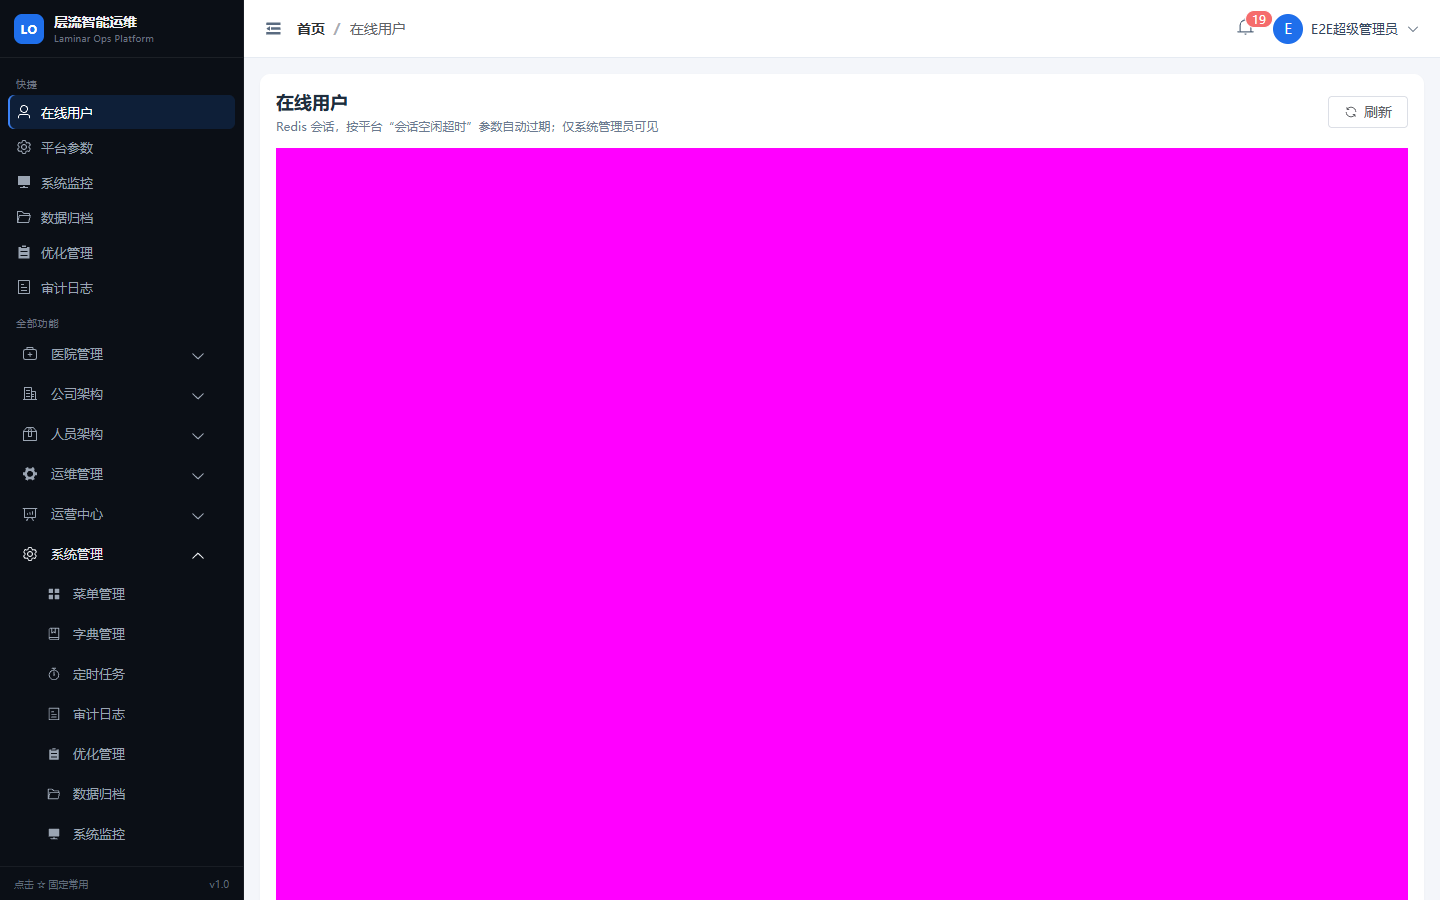 LO
层流智能运维
Laminar Ops Platform
快捷
在线用户
平台参数
系统监控
数据归档
优化管理
审计日志
全部功能
医院管理
公司架构
人员架构
运维管理
运营中心
系统管理
菜单管理
字典管理
定时任务
审计日志
优化管理
数据归档
系统监控
点击 ☆ 固定常用
v1.0
首页 / 在线用户
19
E
E2E超级管理员
在线用户
Redis 会话，按平台“会话空闲超时”参数自动过期；仅系统管理员可见
刷新